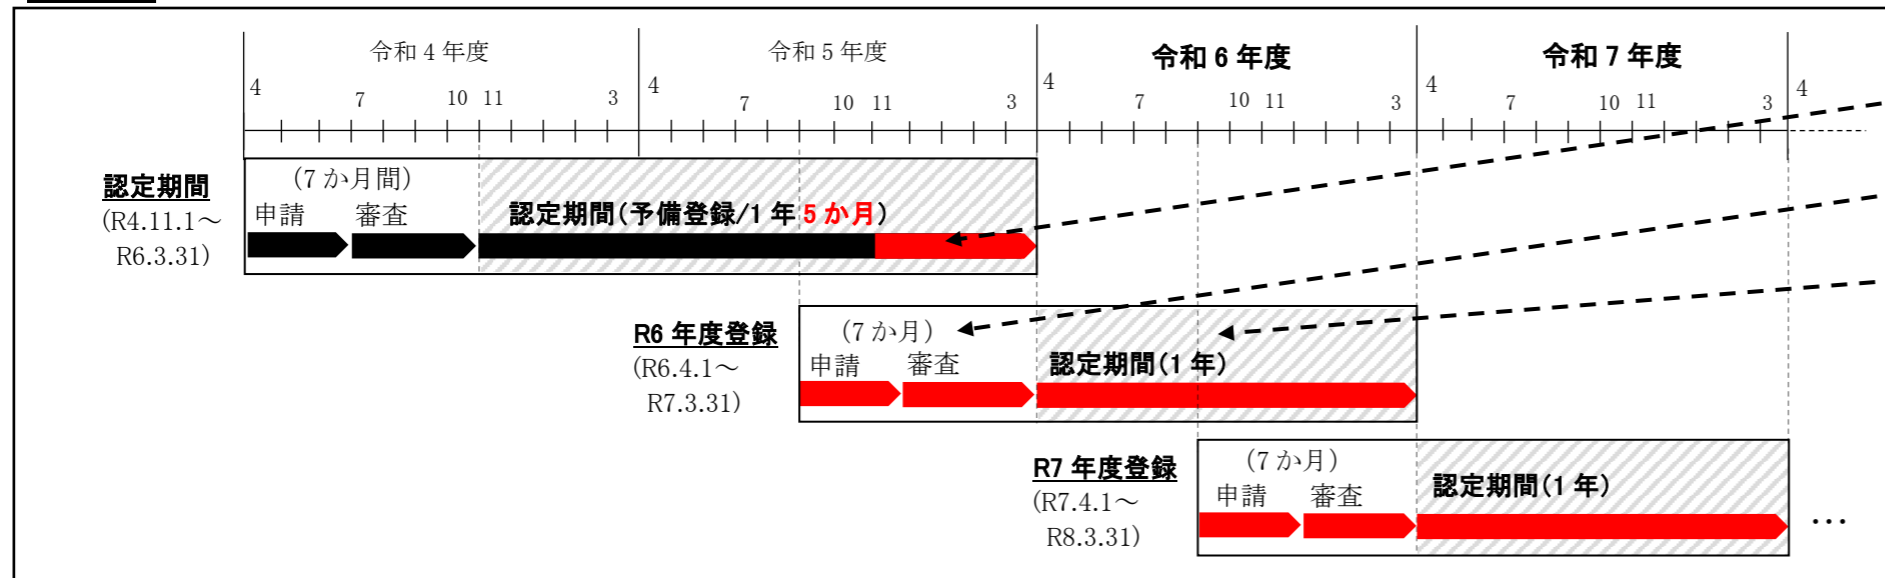 令和４年度
令和５年度
令和６年度
令和７年度
4 7 10 11 3
4 7 10 11 3
4 7 10 11 3
4 7 10 11 3
4
認定期間
(R4.11.1～
R6.3.31)
(7か月間)
申請 審査
認定期間(予備登録/1年5か月)
R6年度登録
(R6.4.1～
R7.3.31)
(7か月)
申請 審査
認定期間(1年)
R7年度登録
(R7.4.1～
R8.3.31)
(7か月)
申請 審査
認定期間(1年)
…